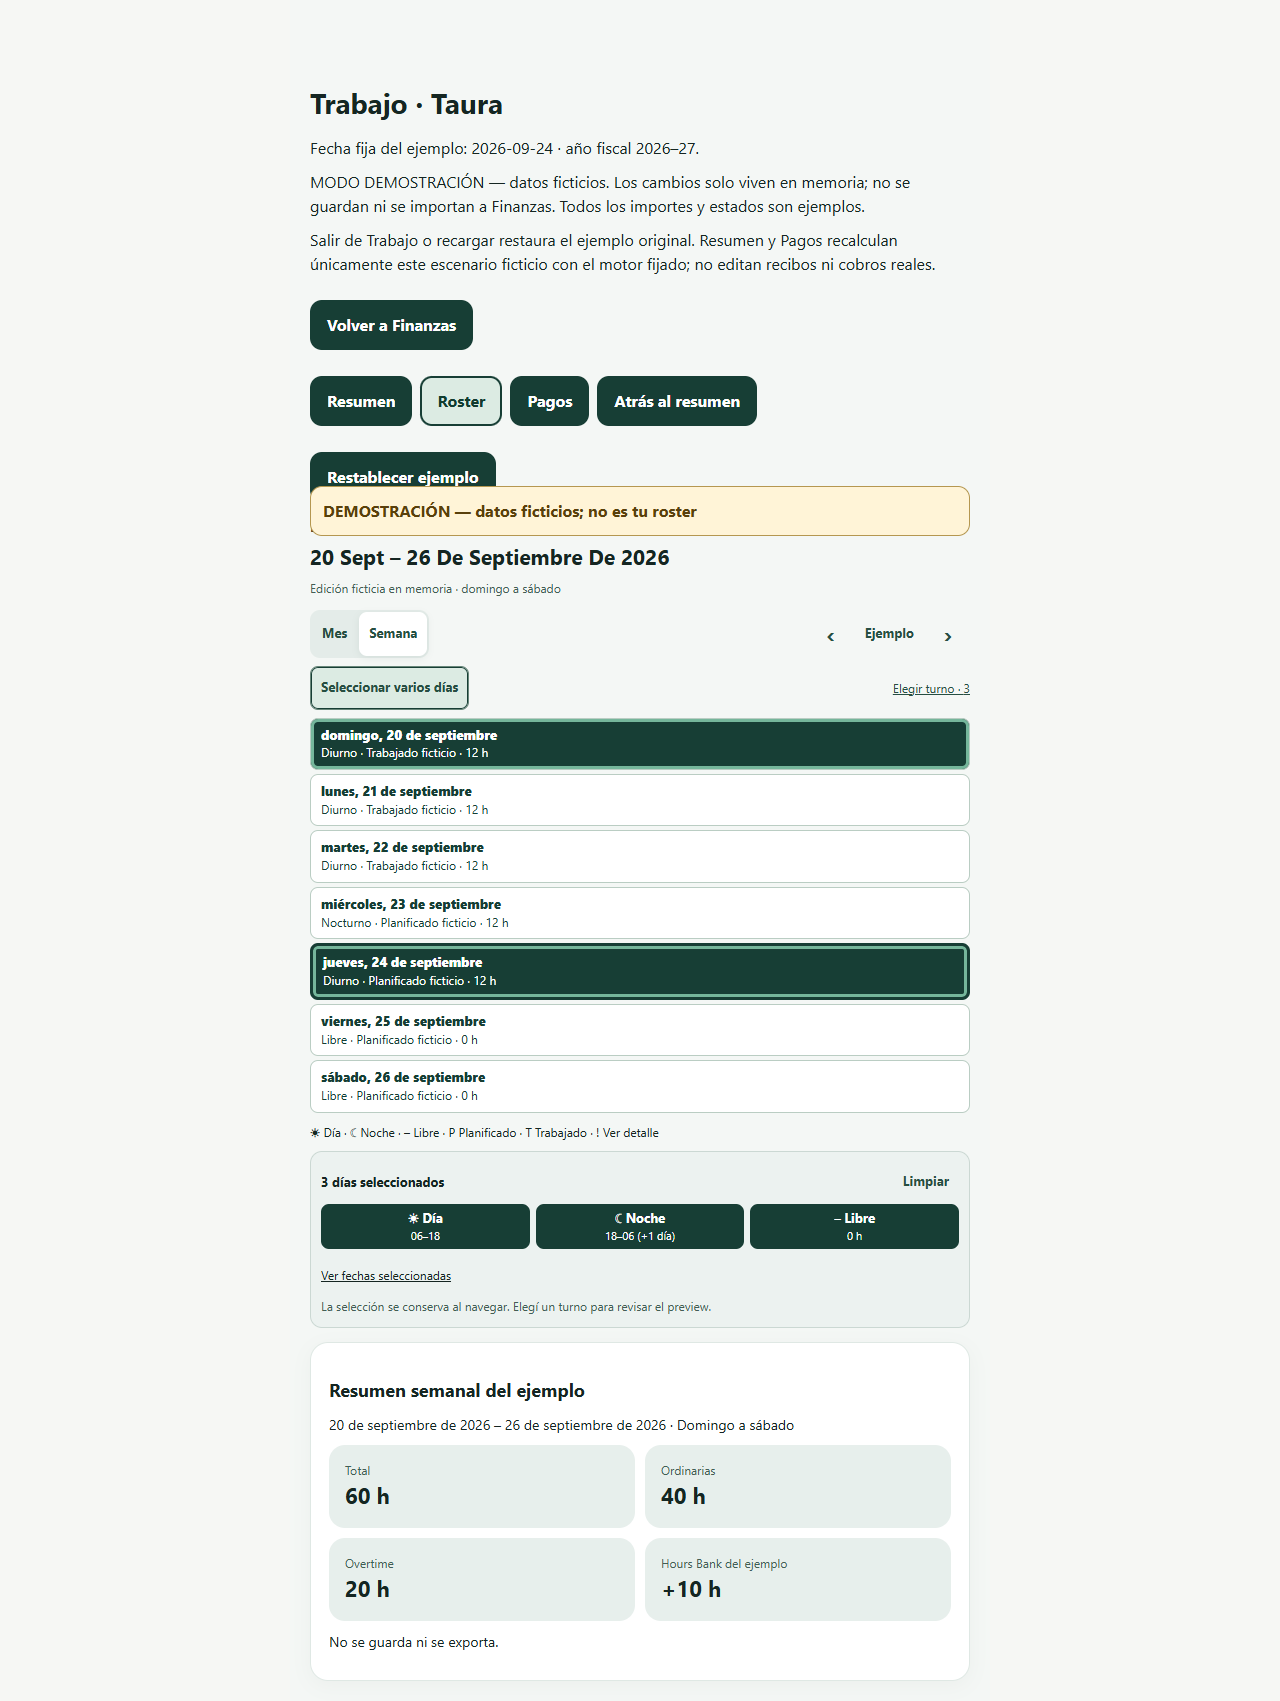 Trabajo · Taura
Fecha fija del ejemplo: 2026-09-24 · año fiscal 2026–27.
MODO DEMOSTRACIÓN — datos ficticios. Los cambios solo viven en memoria; no se
guardan ni se importan a Finanzas. Todos los importes y estados son ejemplos.
Salir de Trabajo o recargar restaura el ejemplo original. Resumen y Pagos recalculan
únicamente este escenario ficticio con el motor fijado; no editan recibos ni cobros reales.
Volver a Finanzas
Resumen
Roster
Pagos
Atrás al resumen
Restablecer ejemplo
DEMOSTRACIÓN — datos ficticios; no es tu roster
20 Sept – 26 De Septiembre De 2026
Edición ficticia en memoria · domingo a sábado
Mes
Semana
‹
Ejemplo
›
Seleccionar varios días
Elegir turno · 3
domingo, 20 de septiembre
Diurno · Trabajado ficticio · 12 h
lunes, 21 de septiembre
Diurno · Trabajado ficticio · 12 h
martes, 22 de septiembre
Diurno · Trabajado ficticio · 12 h
miércoles, 23 de septiembre
Nocturno · Planificado ficticio · 12 h
jueves, 24 de septiembre
Diurno · Planificado ficticio · 12 h
viernes, 25 de septiembre
Libre · Planificado ficticio · 0 h
sábado, 26 de septiembre
Libre · Planificado ficticio · 0 h
☀ Día · ☾ Noche · – Libre · P Planificado · T Trabajado · ! Ver detalle
3 días seleccionados
Limpiar
☀ Día
06–18
☾ Noche
18–06 (+1 día)
– Libre
0 h
Ver fechas seleccionadas
La selección se conserva al navegar. Elegí un turno para revisar el preview.
Resumen semanal del ejemplo
20 de septiembre de 2026 – 26 de septiembre de 2026 · Domingo a sábado
Total
60 h
Ordinarias
40 h
Overtime
20 h
Hours Bank del ejemplo
+10 h
No se guarda ni se exporta.